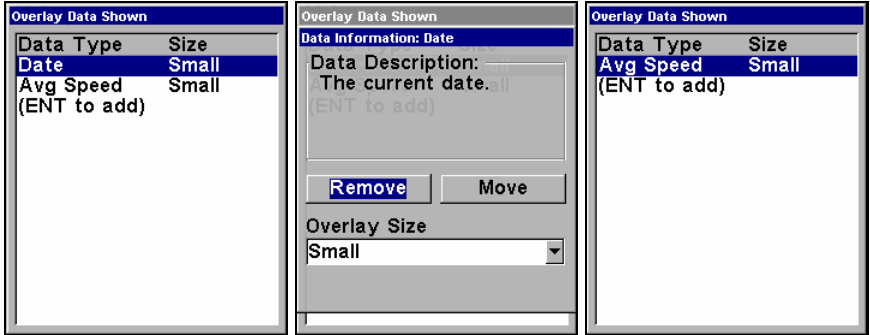 Overlay Data Shown
Data Type Size
Date Small
Avg Speed Small
(ENT to add)
Overlay Data Shown
Data Information: Date
Data Description:
The current date.
Remove Move
Overlay Size
Small
Overlay Data Shown
Data Type Size
Avg Speed Small
(ENT to add)